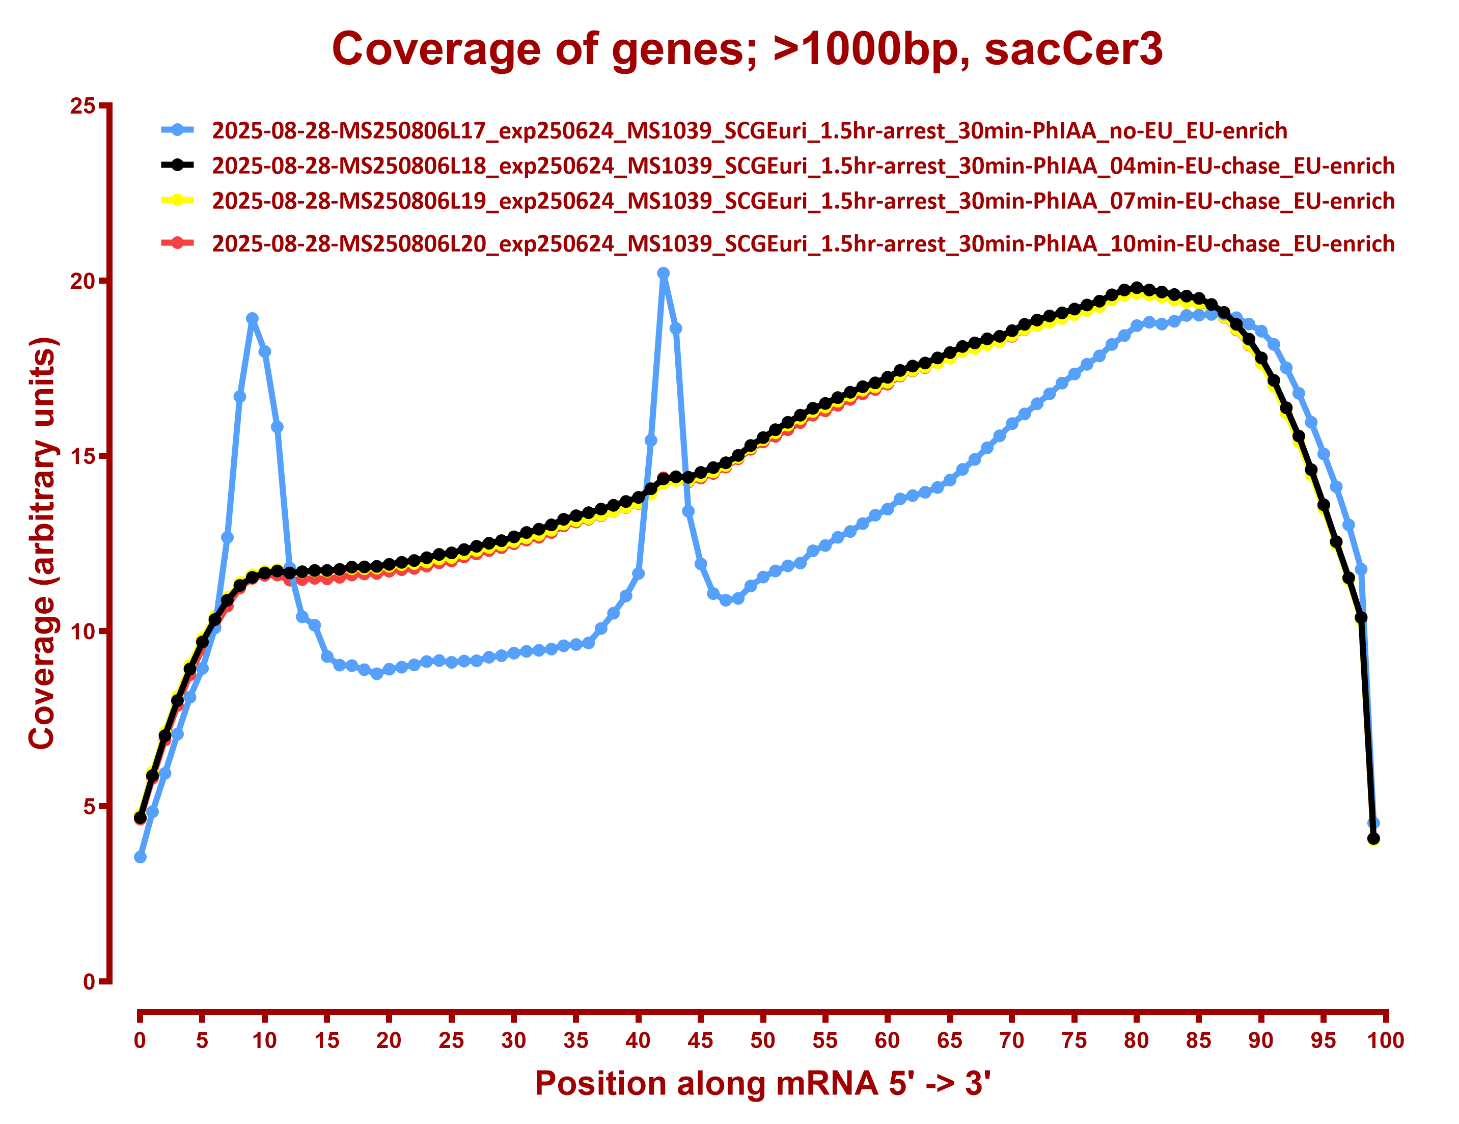 Coverage of genes; >1000bp, sacCer3
2025-08-28-MS250806L17_exp250624_MS1039_SCGEuri_1.5hr-arrest_30min-PhIAA_no-EU_EU-enrich
2025-08-28-MS250806L18_exp250624_MS1039_SCGEuri_1.5hr-arrest_30min-PhIAA_04min-EU-chase_EU-enrich
2025-08-28-MS250806L19_exp250624_MS1039_SCGEuri_1.5hr-arrest_30min-PhIAA_07min-EU-chase_EU-enrich
2025-08-28-MS250806L20_exp250624_MS1039_SCGEuri_1.5hr-arrest_30min-PhIAA_10min-EU-chase_EU-enrich
Coverage (arbitrary units)
25
20
15
10
5
0
0 5 10 15 20 25 30 35 40 45 50 55 60 65 70 75 80 85 90 95 100
Position along mRNA 5' -> 3'